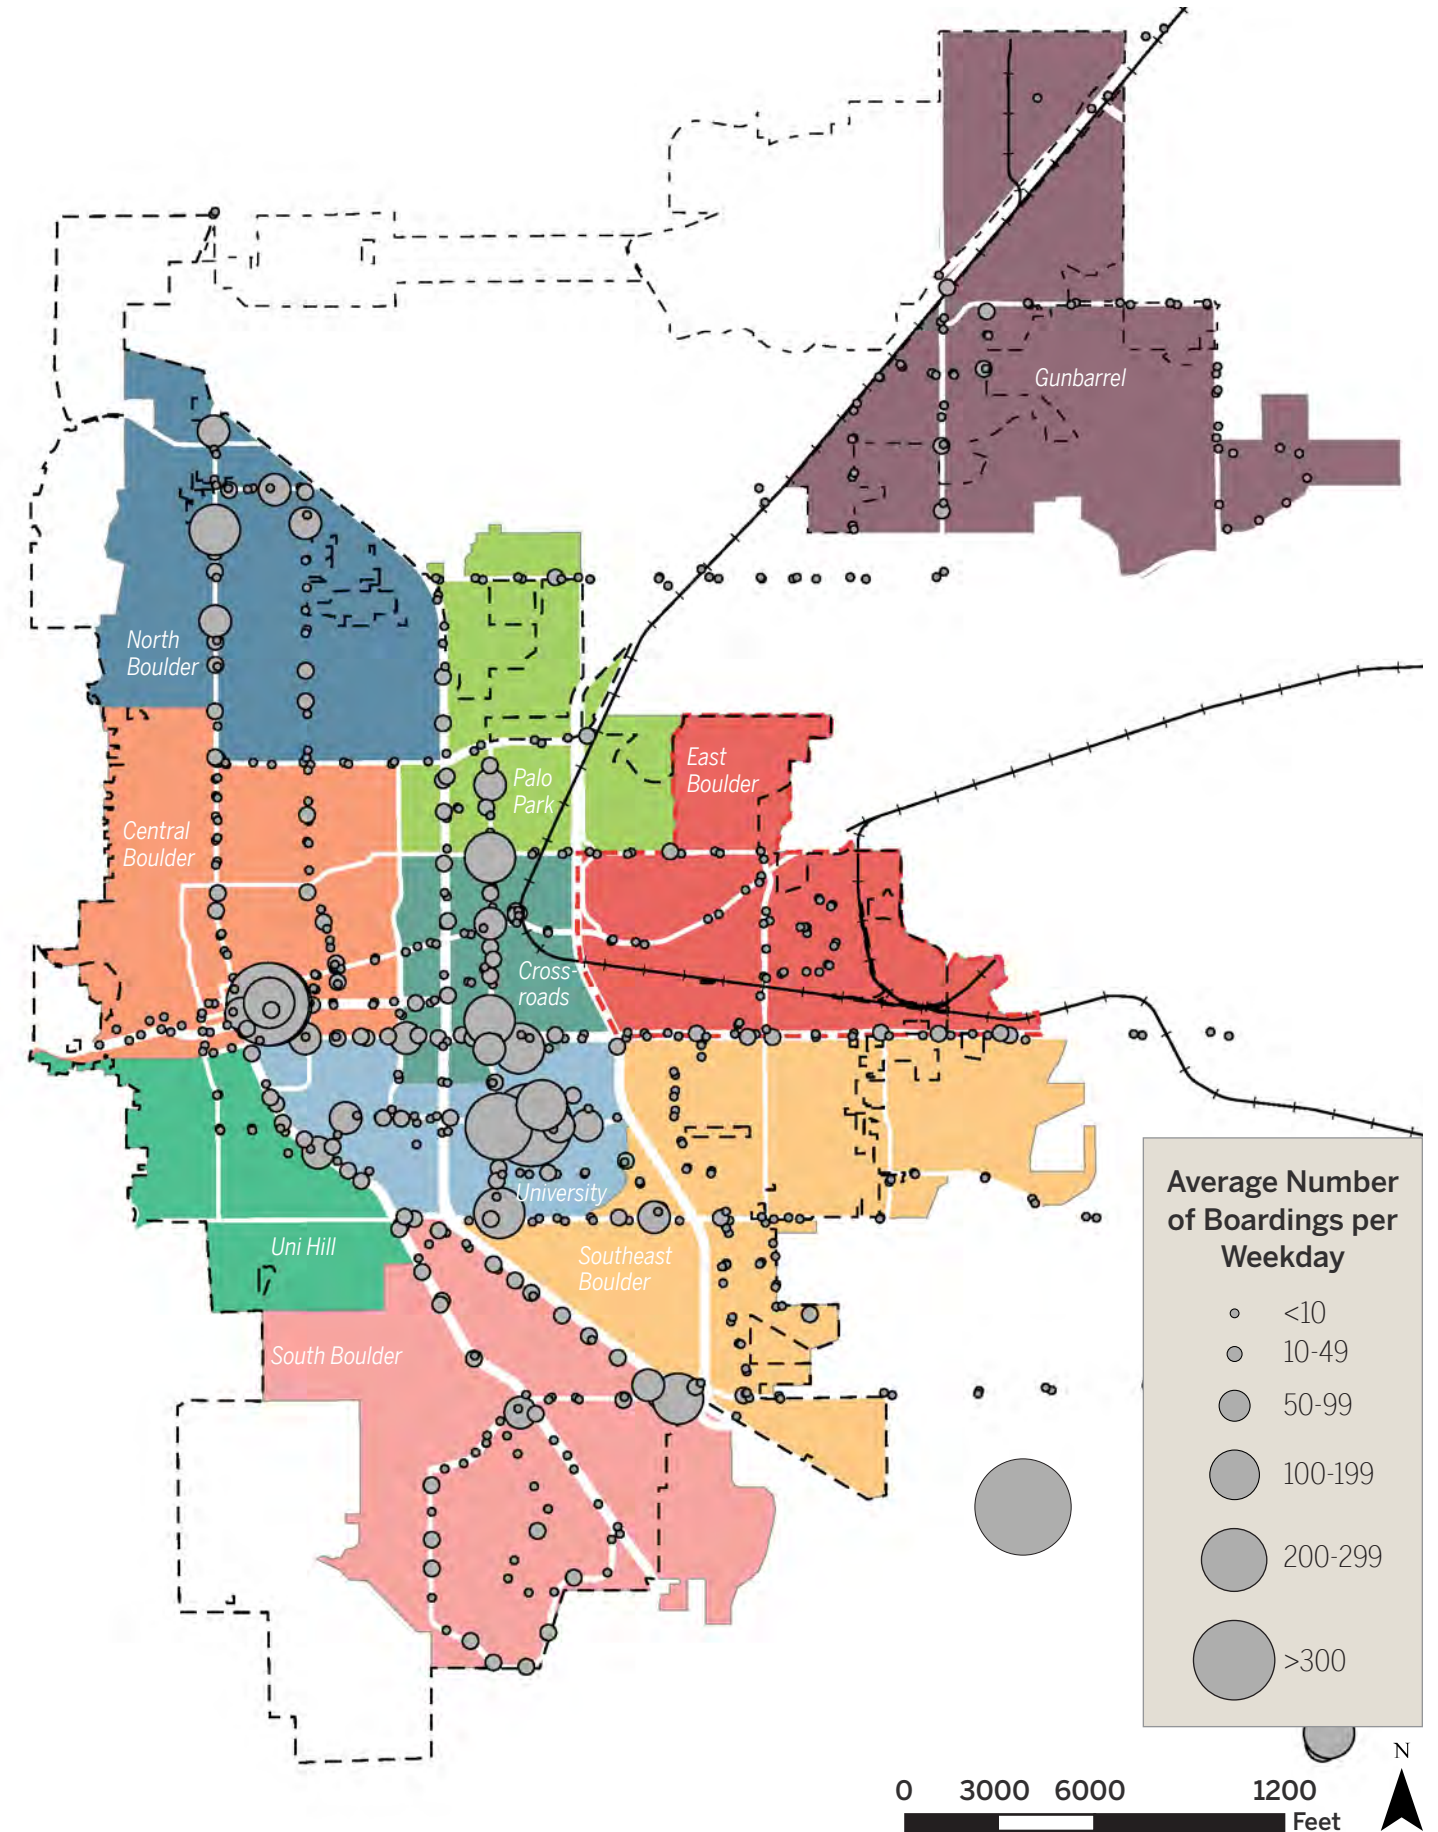 Gunbarrel
North
Boulder
East
Boulder
Palo
Park
Central
Boulder
Cross-
roads
University
Uni Hill
Southeast
Boulder
South Boulder
Average Number
of Boardings per
Weekday
<10
10-49
50-99
100-199
200-299
>300
N
0 3000 6000 1200
Feet